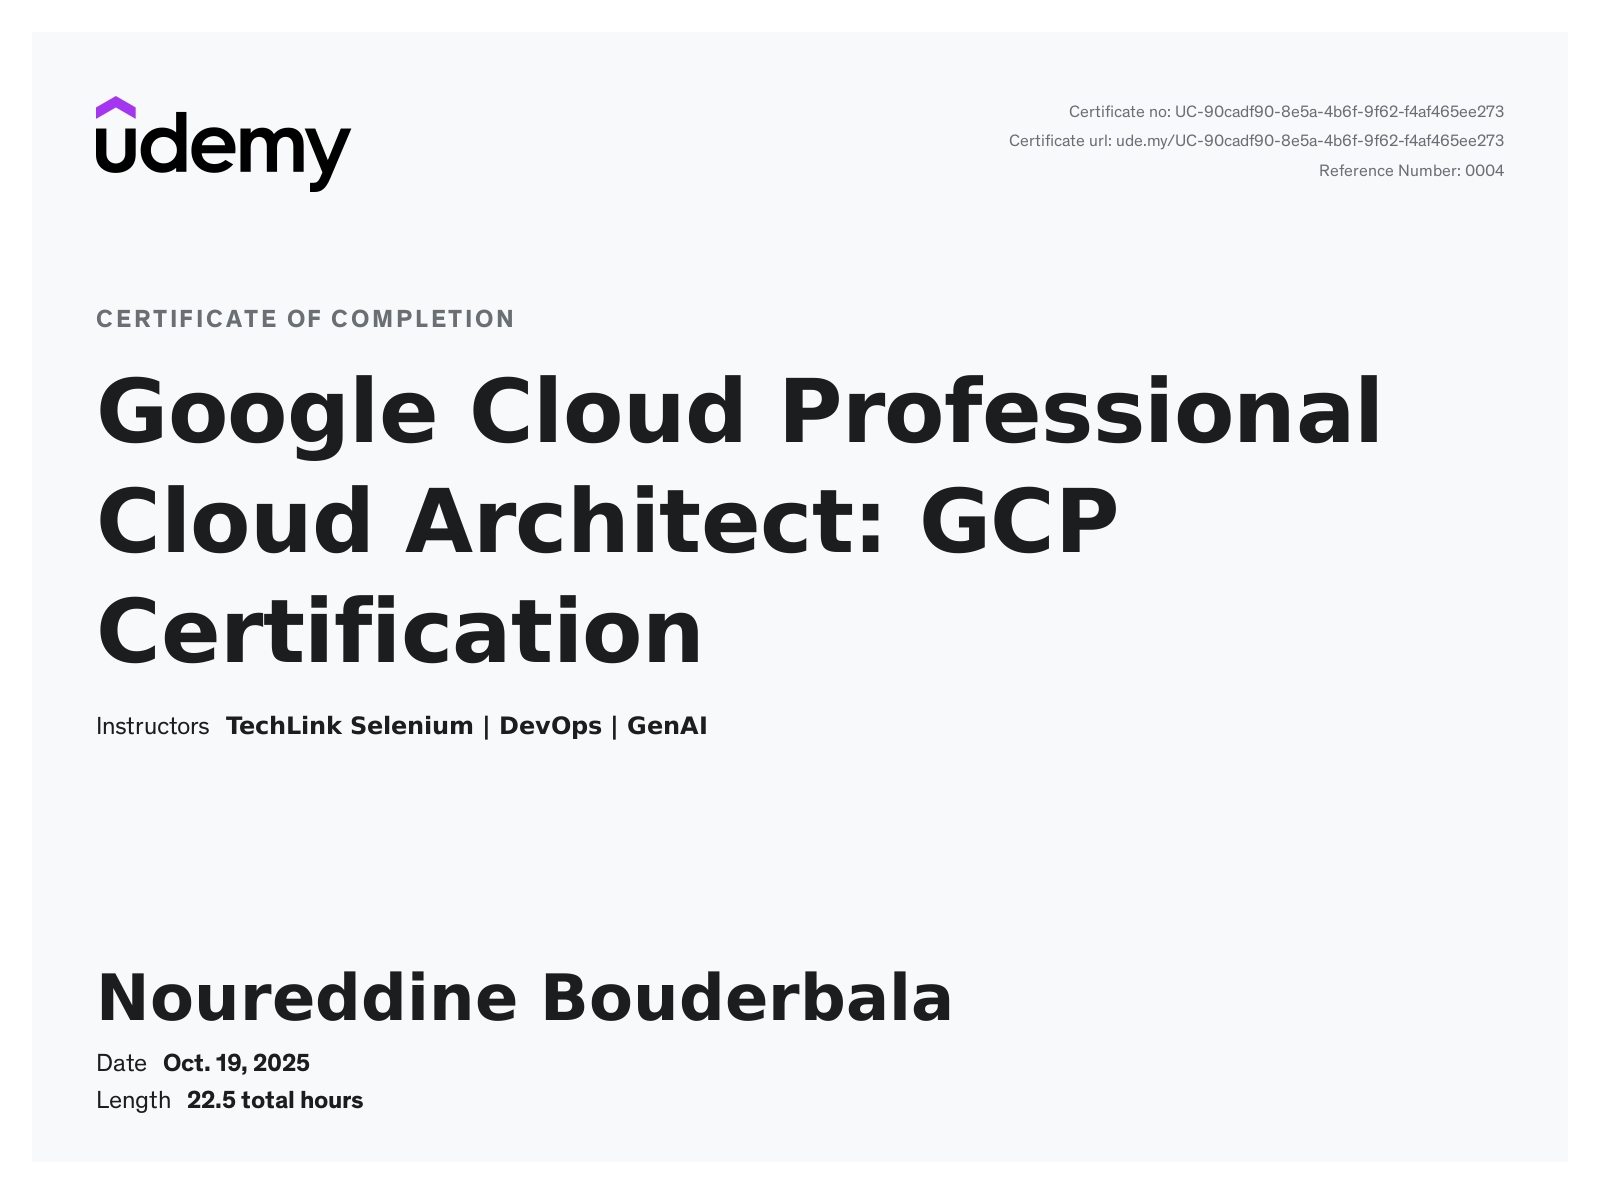 udemy
Certificate no: UC-90cadf90-8e5a-4b6f-9f62-f4af465ee273
Certificate url: ude.my/UC-90cadf90-8e5a-4b6f-9f62-f4af465ee273
Reference Number: 0004
CERTIFICATE OF COMPLETION
Google Cloud Professional
Cloud Architect: GCP
Certification
Instructors TechLink Selenium | DevOps | GenAI
Noureddine Bouderbala
Date Oct. 19, 2025
Length 22.5 total hours